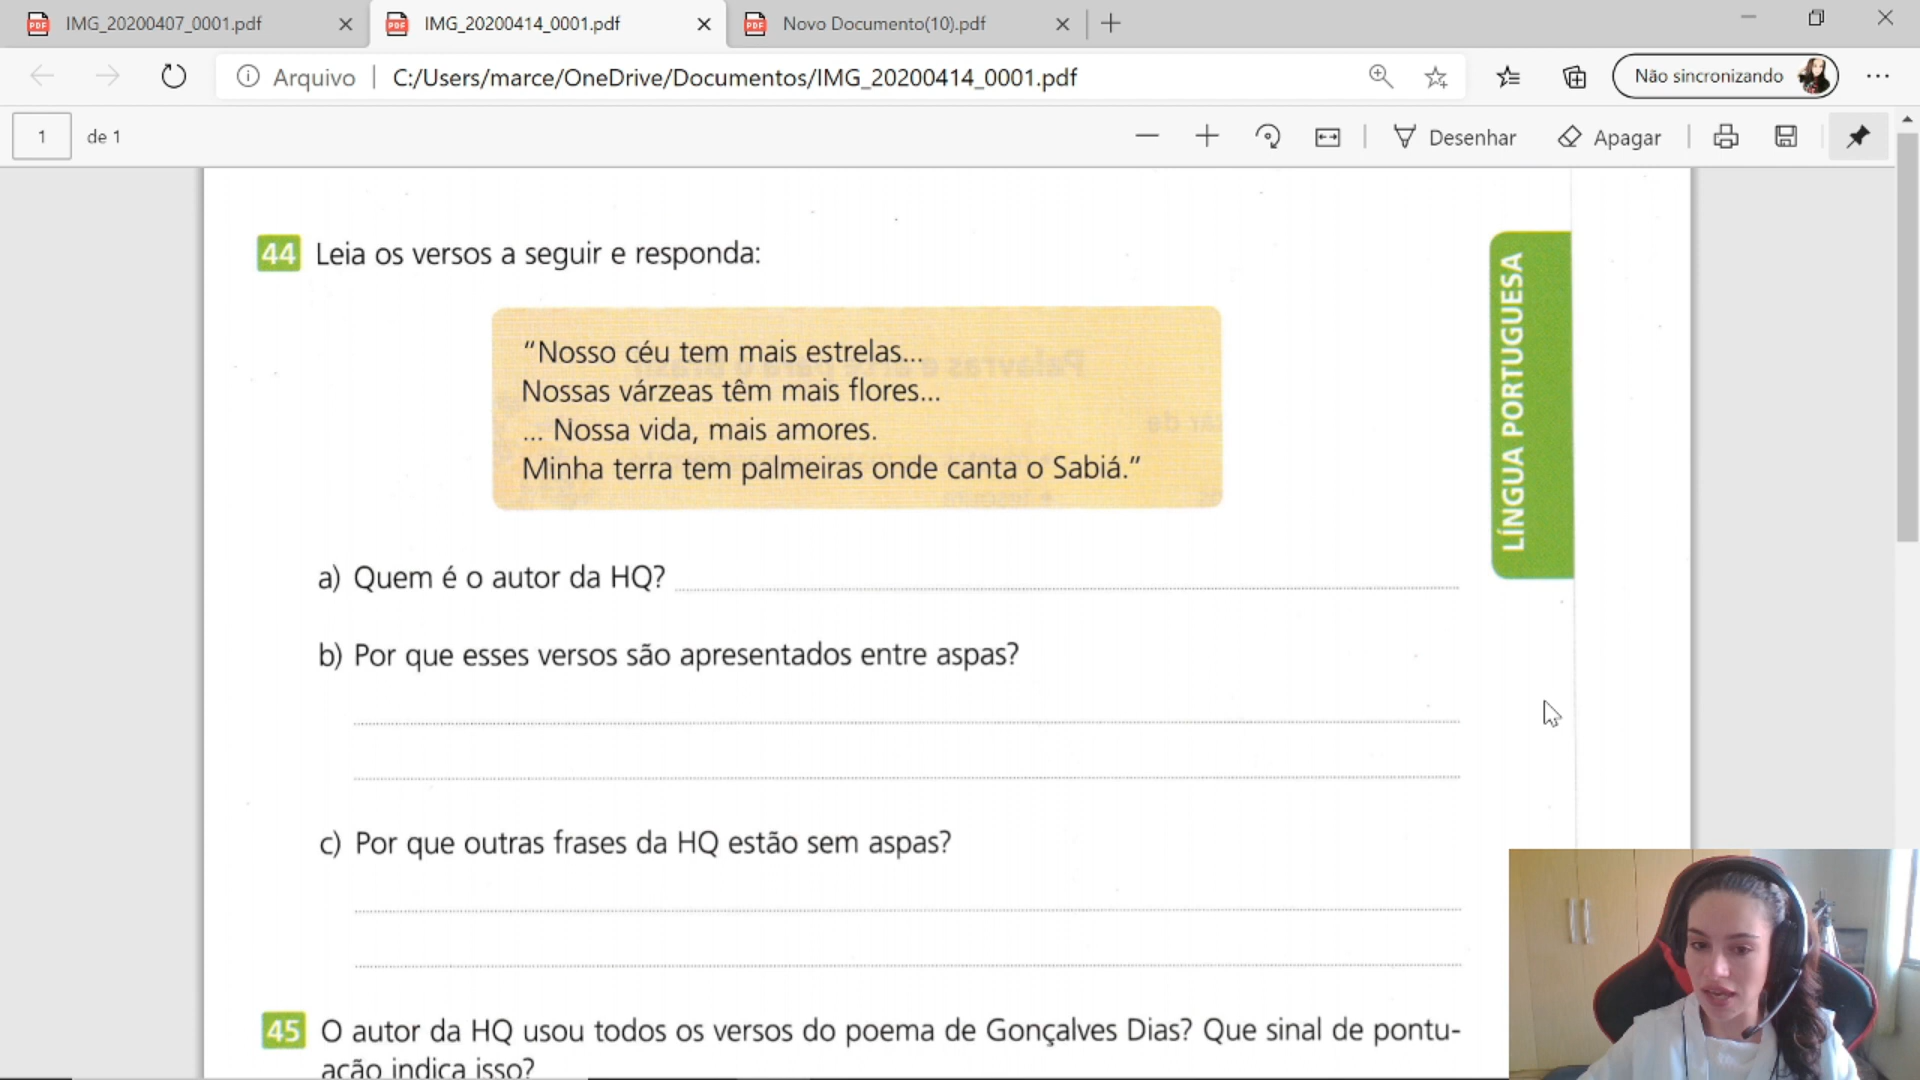 IMG_20200407_0001.pdf
IMG_20200414_0001.pdf
Novo Documento(10).pdf
Arquivo
C:/Users/marce/OneDrive/Documentos/IMG_20200414_0001.pdf
Não sincronizando
1
de 1
Desenhar
Apagar
44 Leia os versos a seguir e responda:
“Nosso céu tem mais estrelas...
Nossas várzeas têm mais flores...
... Nossa vida, mais amores.
Minha terra tem palmeiras onde canta o Sabiá.”
LÍNGUA PORTUGUESA
a) Quem é o autor da HQ?
b) Por que esses versos são apresentados entre aspas?
c) Por que outras frases da HQ estão sem aspas?
45 O autor da HQ usou todos os versos do poema de Gonçalves Dias? Que sinal de pontu-
ação indica isso?